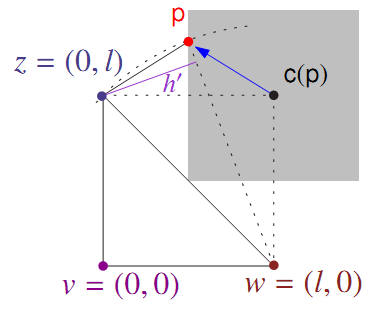 p
z = (0, l)
h′
c(p)
v = (0, 0)
w = (l, 0)